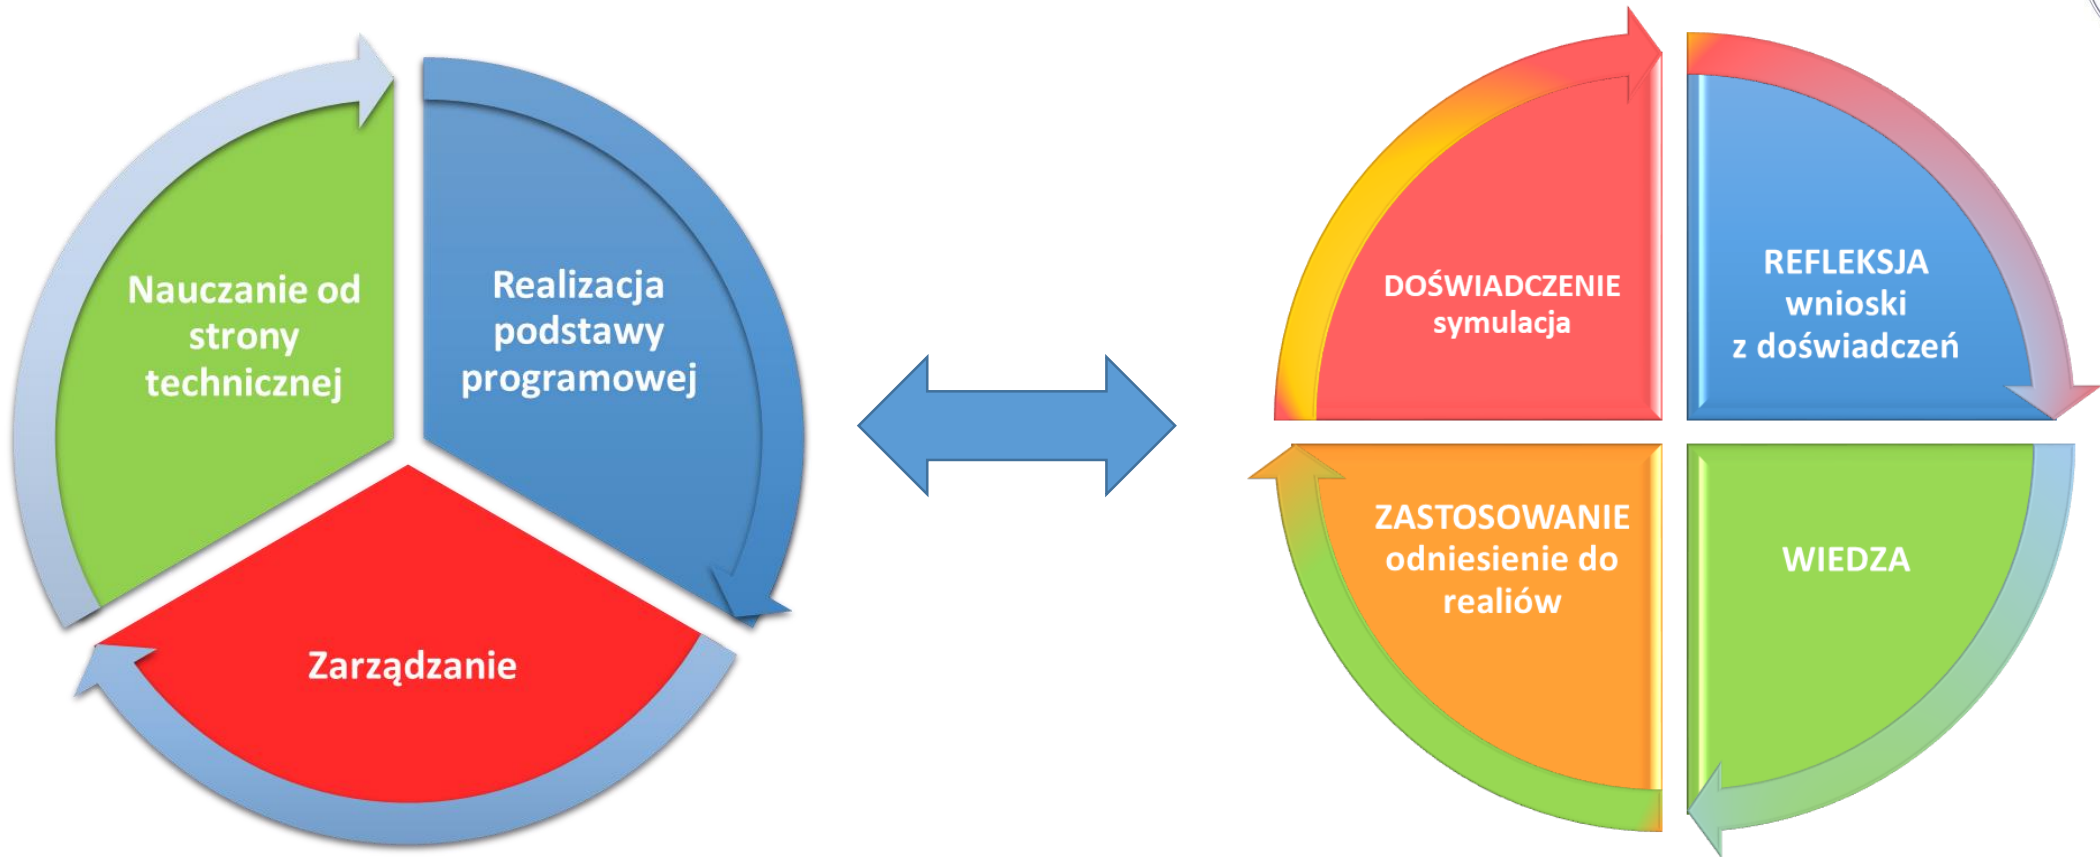 Nauczanie od
strony
technicznej
Realizacja
podstawy
programowej
Zarządzanie
DOŚWIADCZENIE
symulacja
REFLEKSJA
wnioski
z doświadczeń
ZASTOSOWANIE
odniesienie do
realiów
WIEDZA